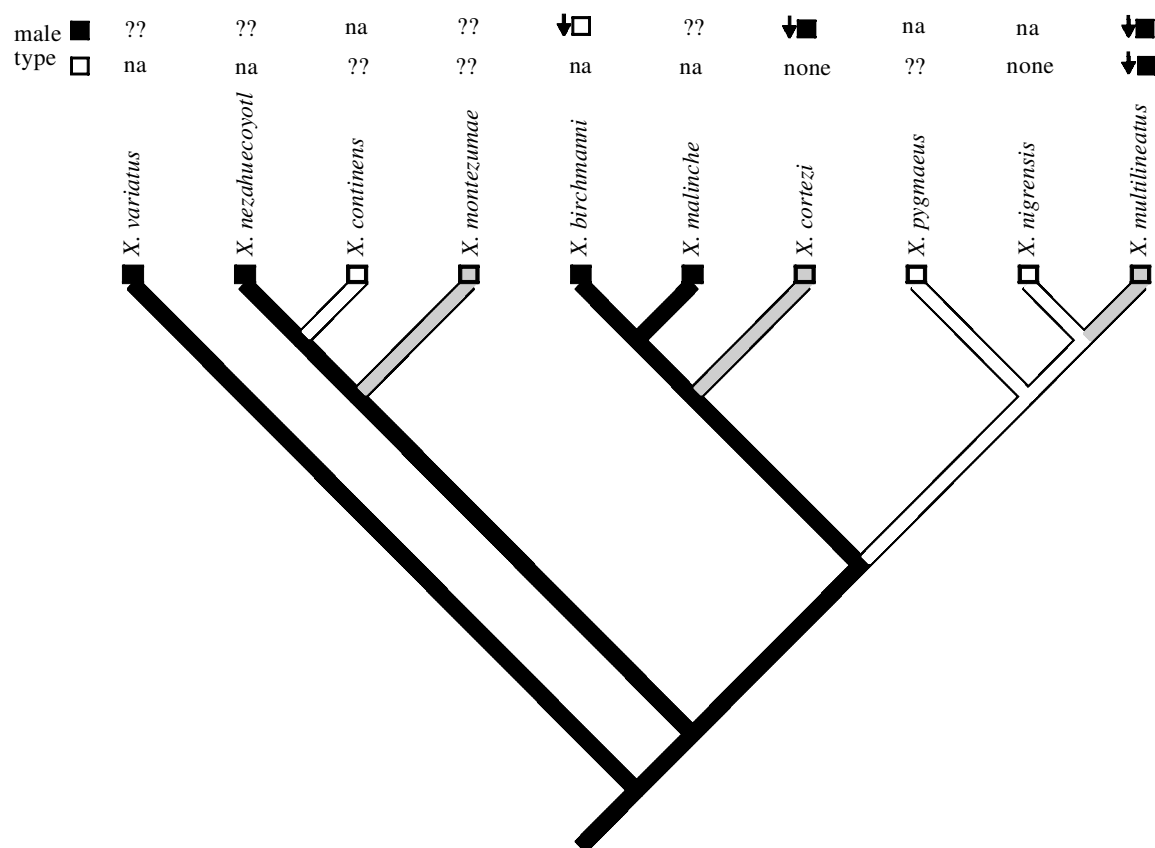 male ?? ?? na ?? ?? na na
type na na ?? ?? na na none ?? none
X. variatus
X. nezahuecoyotl
X. continens
X. montezumae
X. birchmanni
X. malinche
X. cortezi
X. pygmaeus
X. nigrensis
X. multilineatus